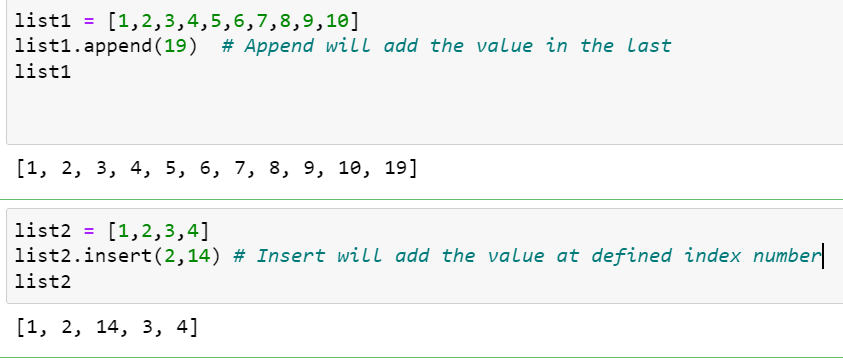 list1 = [1,2,3,4,5,6,7,8,9,10]
list1.append(19)  # Append will add the value in the last
list1
[1, 2, 3, 4, 5, 6, 7, 8, 9, 10, 19]
list2 = [1,2,3,4]
list2.insert(2,14) # Insert will add the value at defined index number
list2
[1, 2, 14, 3, 4]